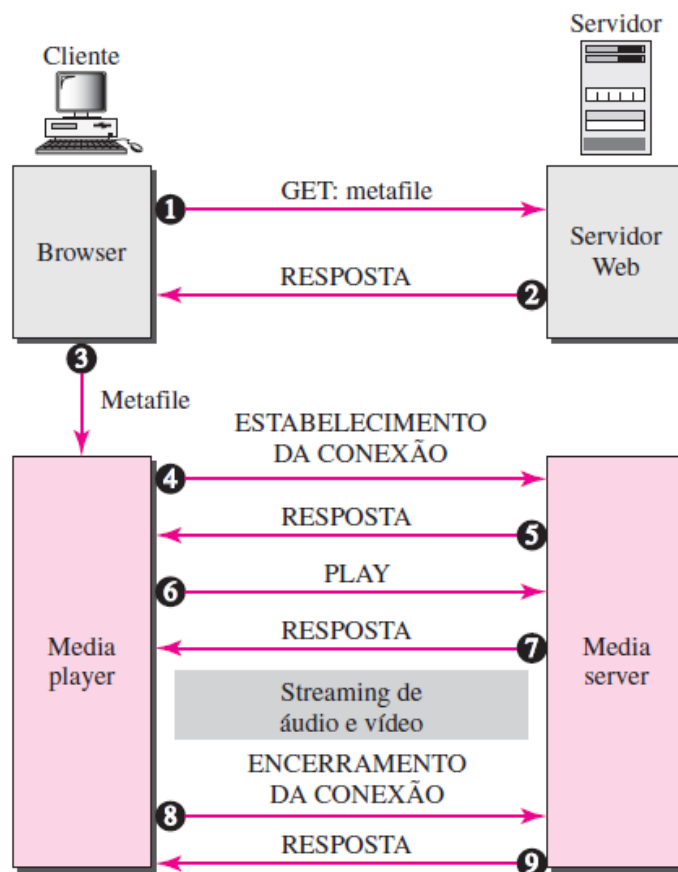 Servidor
Cliente
1
GET: metafile
Browser
Servidor
Web
RESPOSTA
2
3
Metafile
ESTABELECIMENTO
DA CONEXÃO
4
RESPOSTA
5
PLAY
6
RESPOSTA
7
Media
player
Media
server
Streaming de
áudio e vídeo
ENCERRAMENTO
DA CONEXÃO
8
RESPOSTA
9